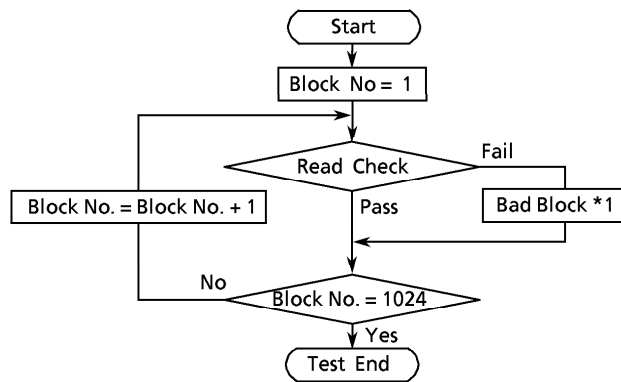 Start
Block No = 1
Read Check
Fail
Block No. = Block No. + 1
Pass
Bad Block *1
No
Block No. = 1024
Yes
Test End